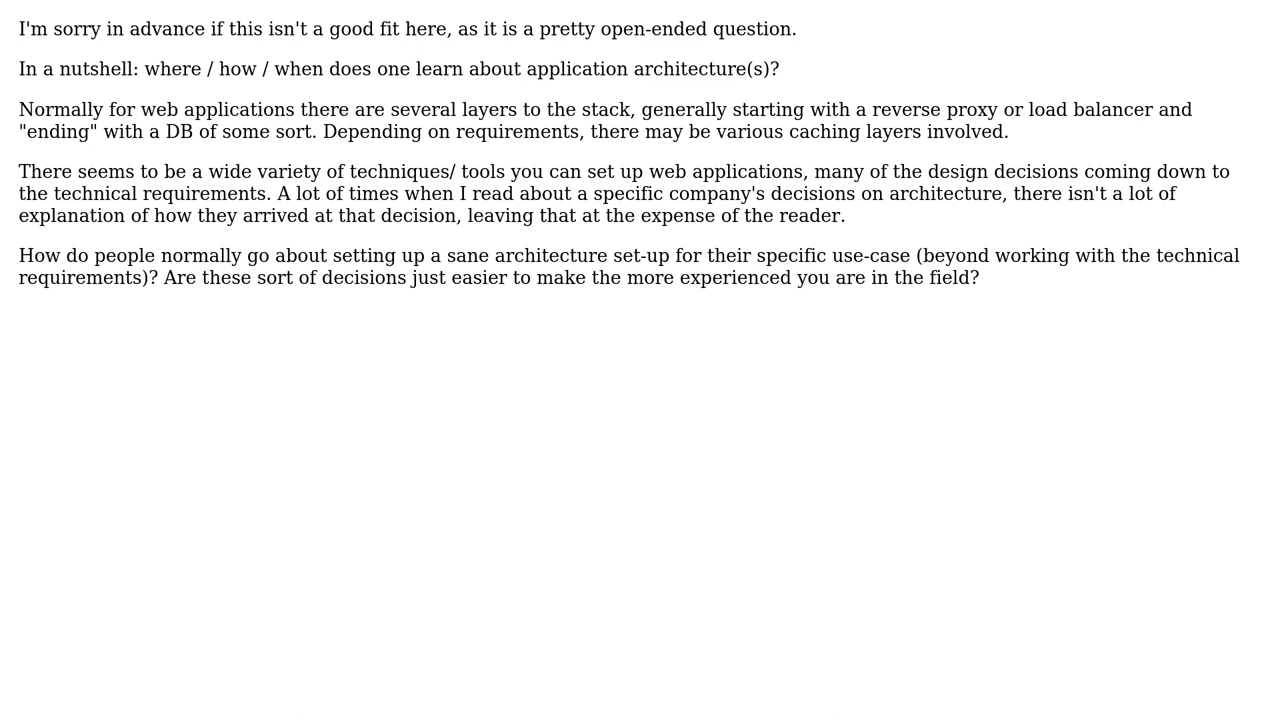 I'm sorry in advance if this isn't a good fit here, as it is a pretty open-ended question.
In a nutshell: where / how / when does one learn about application architecture(s)?
Normally for web applications there are several layers to the stack, generally starting with a reverse proxy or load balancer and
"ending" with a DB of some sort. Depending on requirements, there may be various caching layers involved.
There seems to be a wide variety of techniques/ tools you can set up web applications, many of the design decisions coming down to
the technical requirements. A lot of times when I read about a specific company's decisions on architecture, there isn't a lot of
explanation of how they arrived at that decision, leaving that at the expense of the reader.
How do people normally go about setting up a sane architecture set-up for their specific use-case (beyond working with the technical
requirements)? Are these sort of decisions just easier to make the more experienced you are in the field?